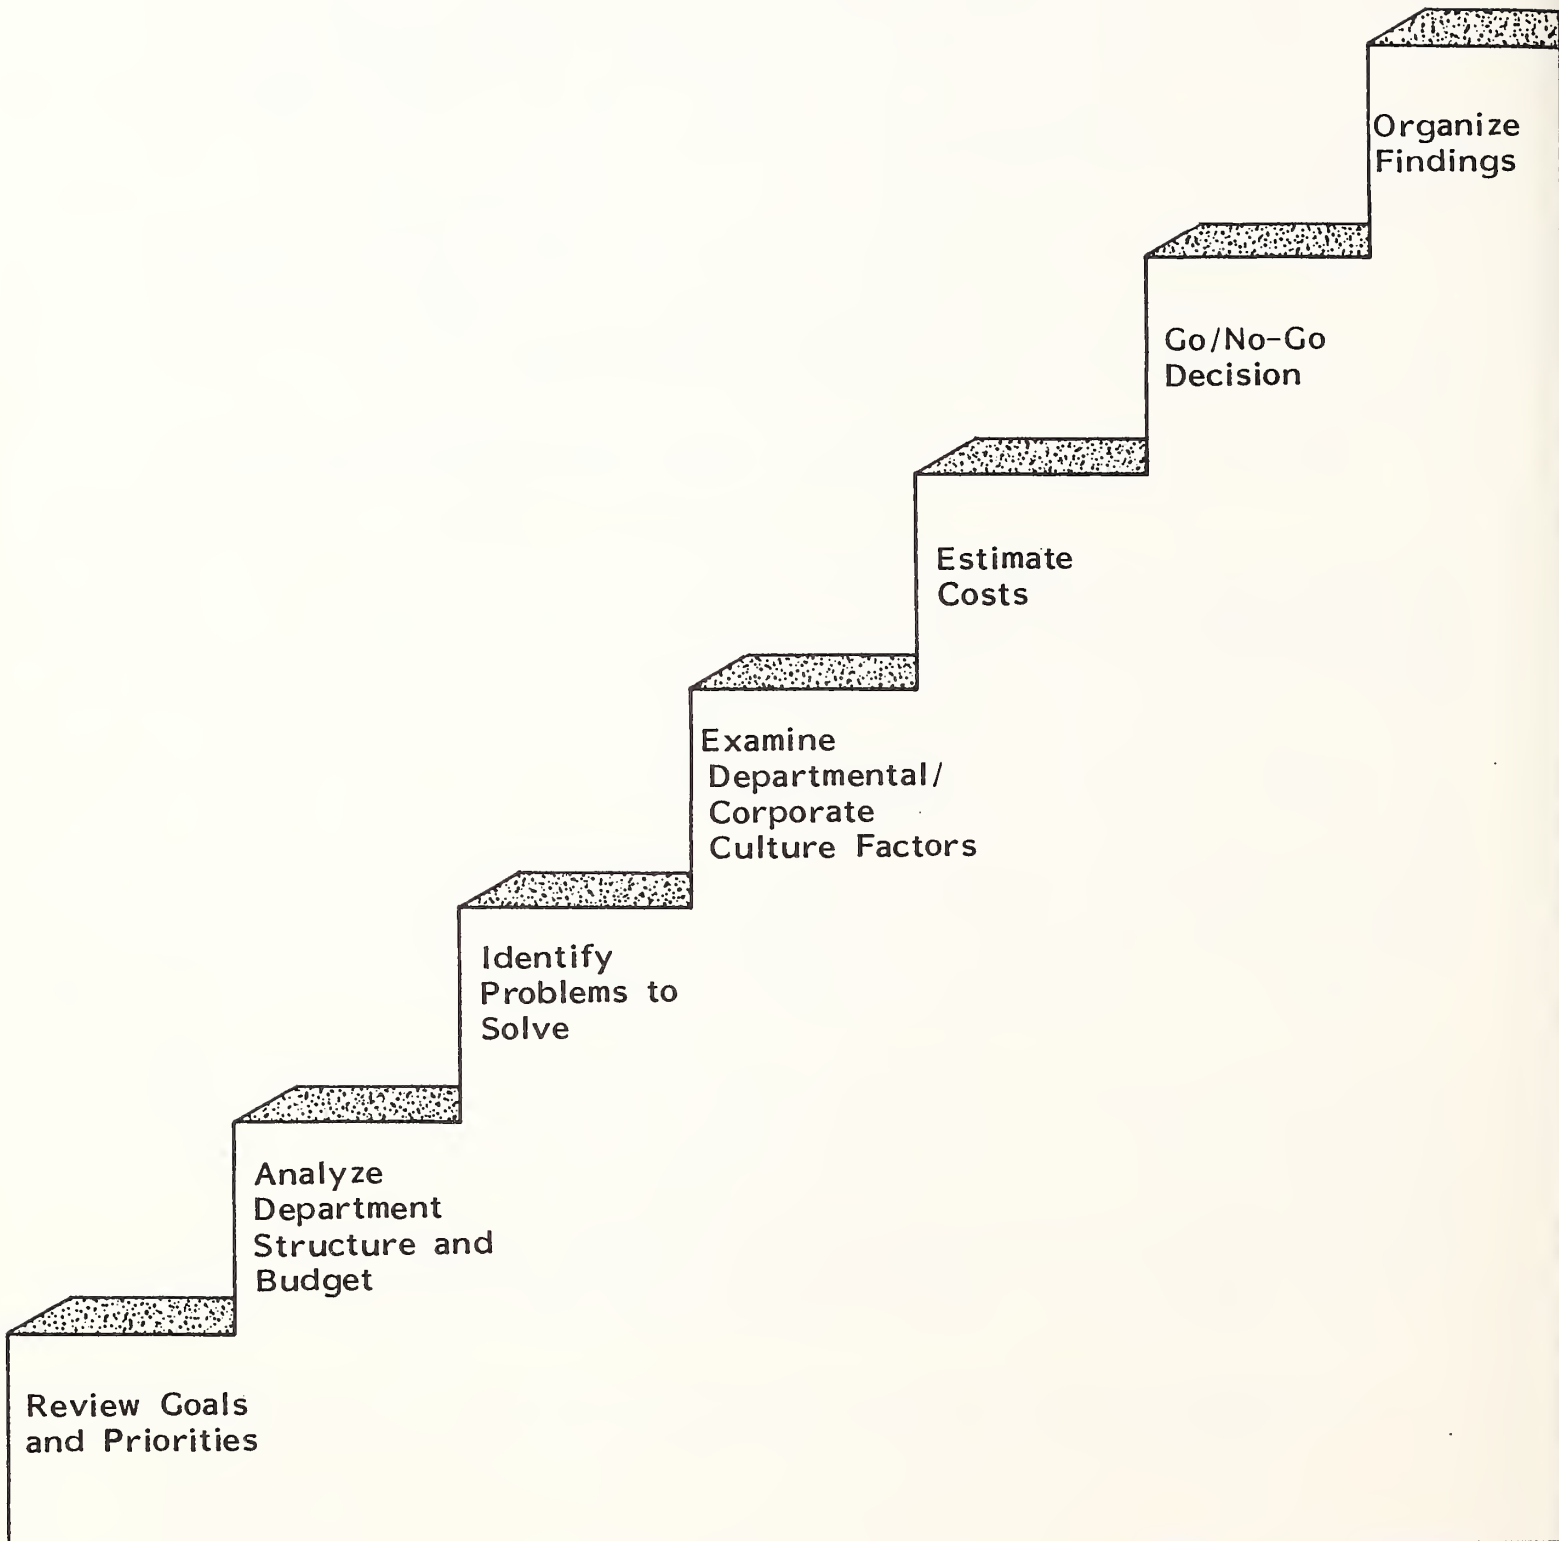 Organize
Findings
Go/No-Go
Decision
Estimate
Costs
Examine
Departmental/
Corporate
Culture Factors
Identify
Problems to
Solve
Analyze
Department
Structure and
Budget
Review Goals
and Priorities